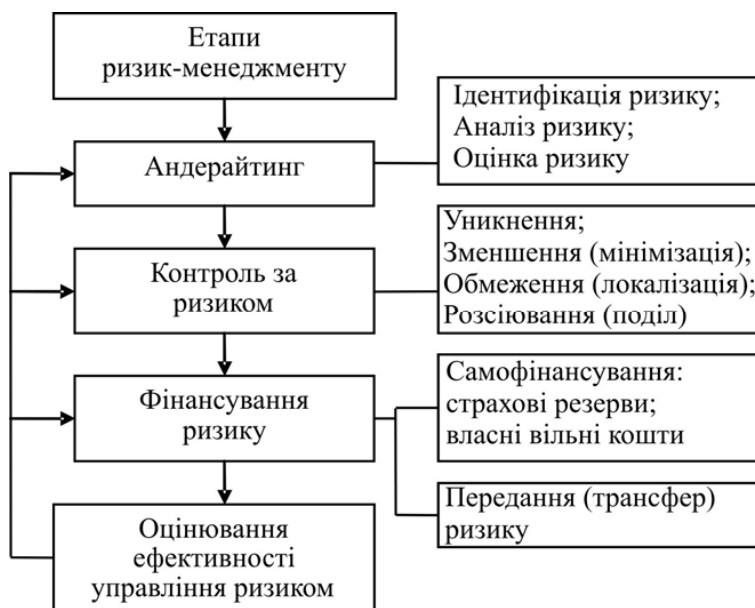 Етапи
ризик-менеджменту
Ідентифікація ризику;
Аналіз ризику;
Оцінка ризику
Андерайтинг
Уникнення;
Зменшення (мінімізація);
Обмеження (локалізація);
Розсіювання (поділ)
Контроль за
ризиком
Самофінансування:
страхові резерви;
власні вільні кошти
Фінансування
ризику
Передання (трансфер)
ризику
Оцінювання
ефективності
управління ризиком